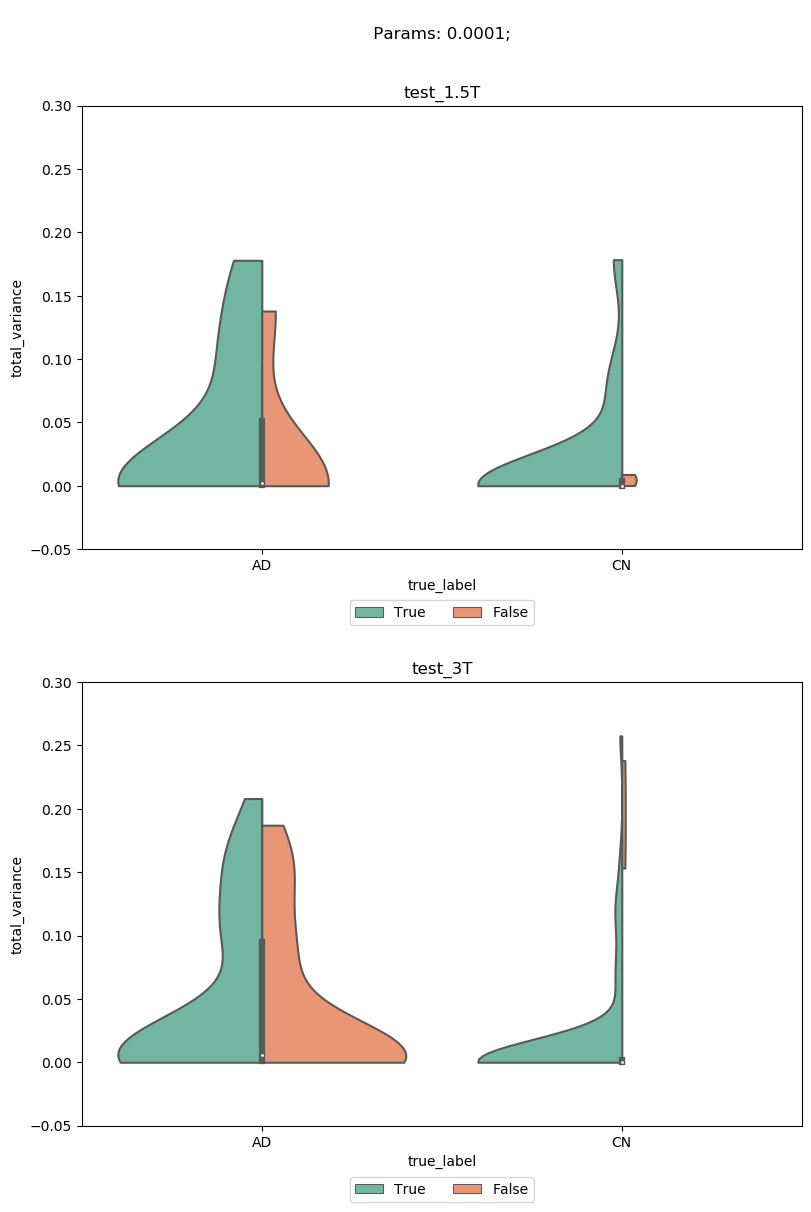 Params: 0.0001;
test_1.5T
0.30
0.25
0.20
0.15
0.10
0.05
0.00
−0.05
total_variance
AD CN
true_label
True False
test_3T
0.30
0.25
0.20
0.15
0.10
0.05
0.00
−0.05
total_variance
AD CN
true_label
True False